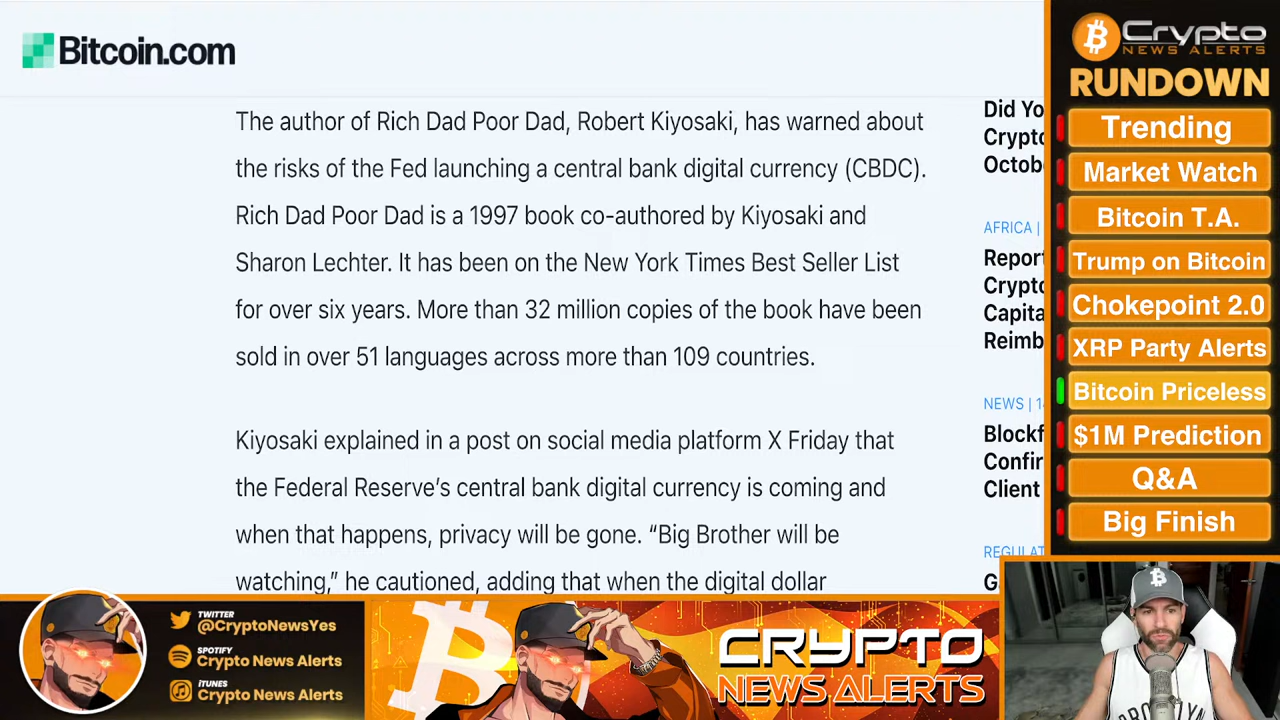 Bitcoin.com
The author of Rich Dad Poor Dad, Robert Kiyosaki, has warned about
the risks of the Fed launching a central bank digital currency (CBDC).
Rich Dad Poor Dad is a 1997 book co-authored by Kiyosaki and
Sharon Lechter. It has been on the New York Times Best Seller List
for over six years. More than 32 million copies of the book have been
sold in over 51 languages across more than 109 countries.
Kiyosaki explained in a post on social media platform X Friday that
the Federal Reserve’s central bank digital currency is coming and
when that happens, privacy will be gone. “Big Brother will be
watching,” he cautioned, adding that when the digital dollar
Did Yo
Crypto
Octob
AFRICA |
Report
Crypto
Capita
Reimb
NEWS | 1
Blockf
Confir
Client
REGULAT
G
Crypto
NEWS ALERTS
RUNDOWN
Trending
Market Watch
Bitcoin T.A.
Trump on Bitcoin
Chokepoint 2.0
XRP Party Alerts
Bitcoin Priceless
$1M Prediction
Q&A
Big Finish
TWITTER
@CryptoNewsYes
SPOTIFY
Crypto News Alerts
iTUNES
Crypto News Alerts
CRYPTO
NEWS ALERTS
BROOKLYN